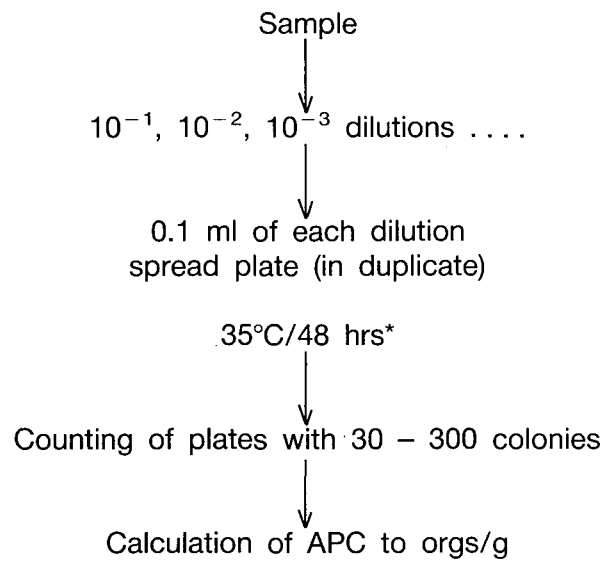 Sample
10⁻¹, 10⁻², 10⁻³ dilutions ....
0.1 ml of each dilution
spread plate (in duplicate)
35°C/48 hrs*
Counting of plates with 30 – 300 colonies
Calculation of APC to orgs/g